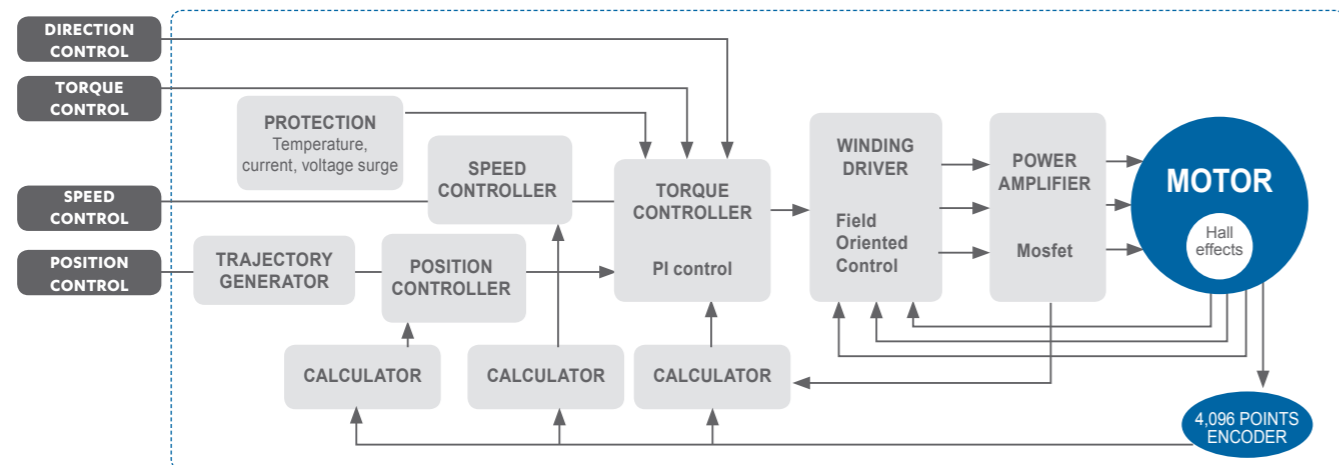 DIRECTION
CONTROL
TORQUE
CONTROL
PROTECTION
Temperature,
current, voltage surge
SPEED
CONTROL
SPEED
CONTROLLER
TORQUE
CONTROLLER
PI control
WINDING
DRIVER
Field
Oriented
Control
POWER
AMPLIFIER
Mosfet
MOTOR
Hall
effects
POSITION
CONTROL
TRAJECTORY
GENERATOR
POSITION
CONTROLLER
CALCULATOR
CALCULATOR
CALCULATOR
4,096 POINTS
ENCODER